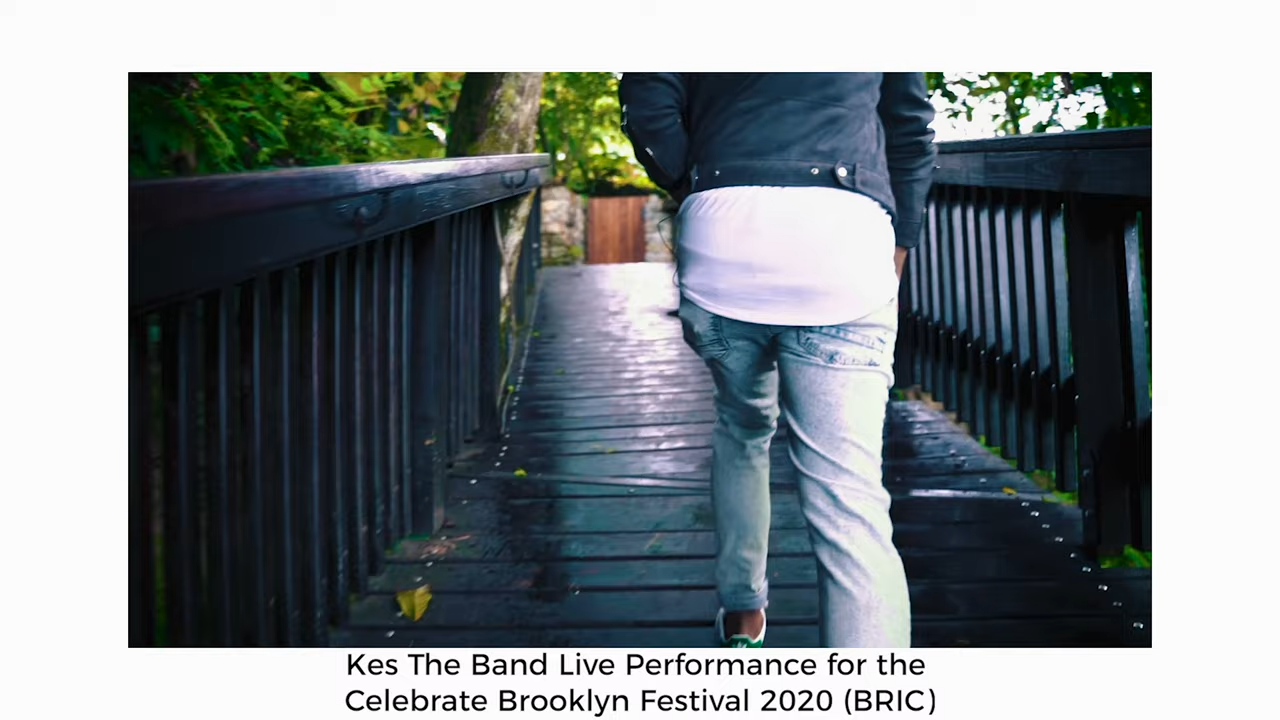 Kes The Band Live Performance for the
Celebrate Brooklyn Festival 2020 (BRIC)